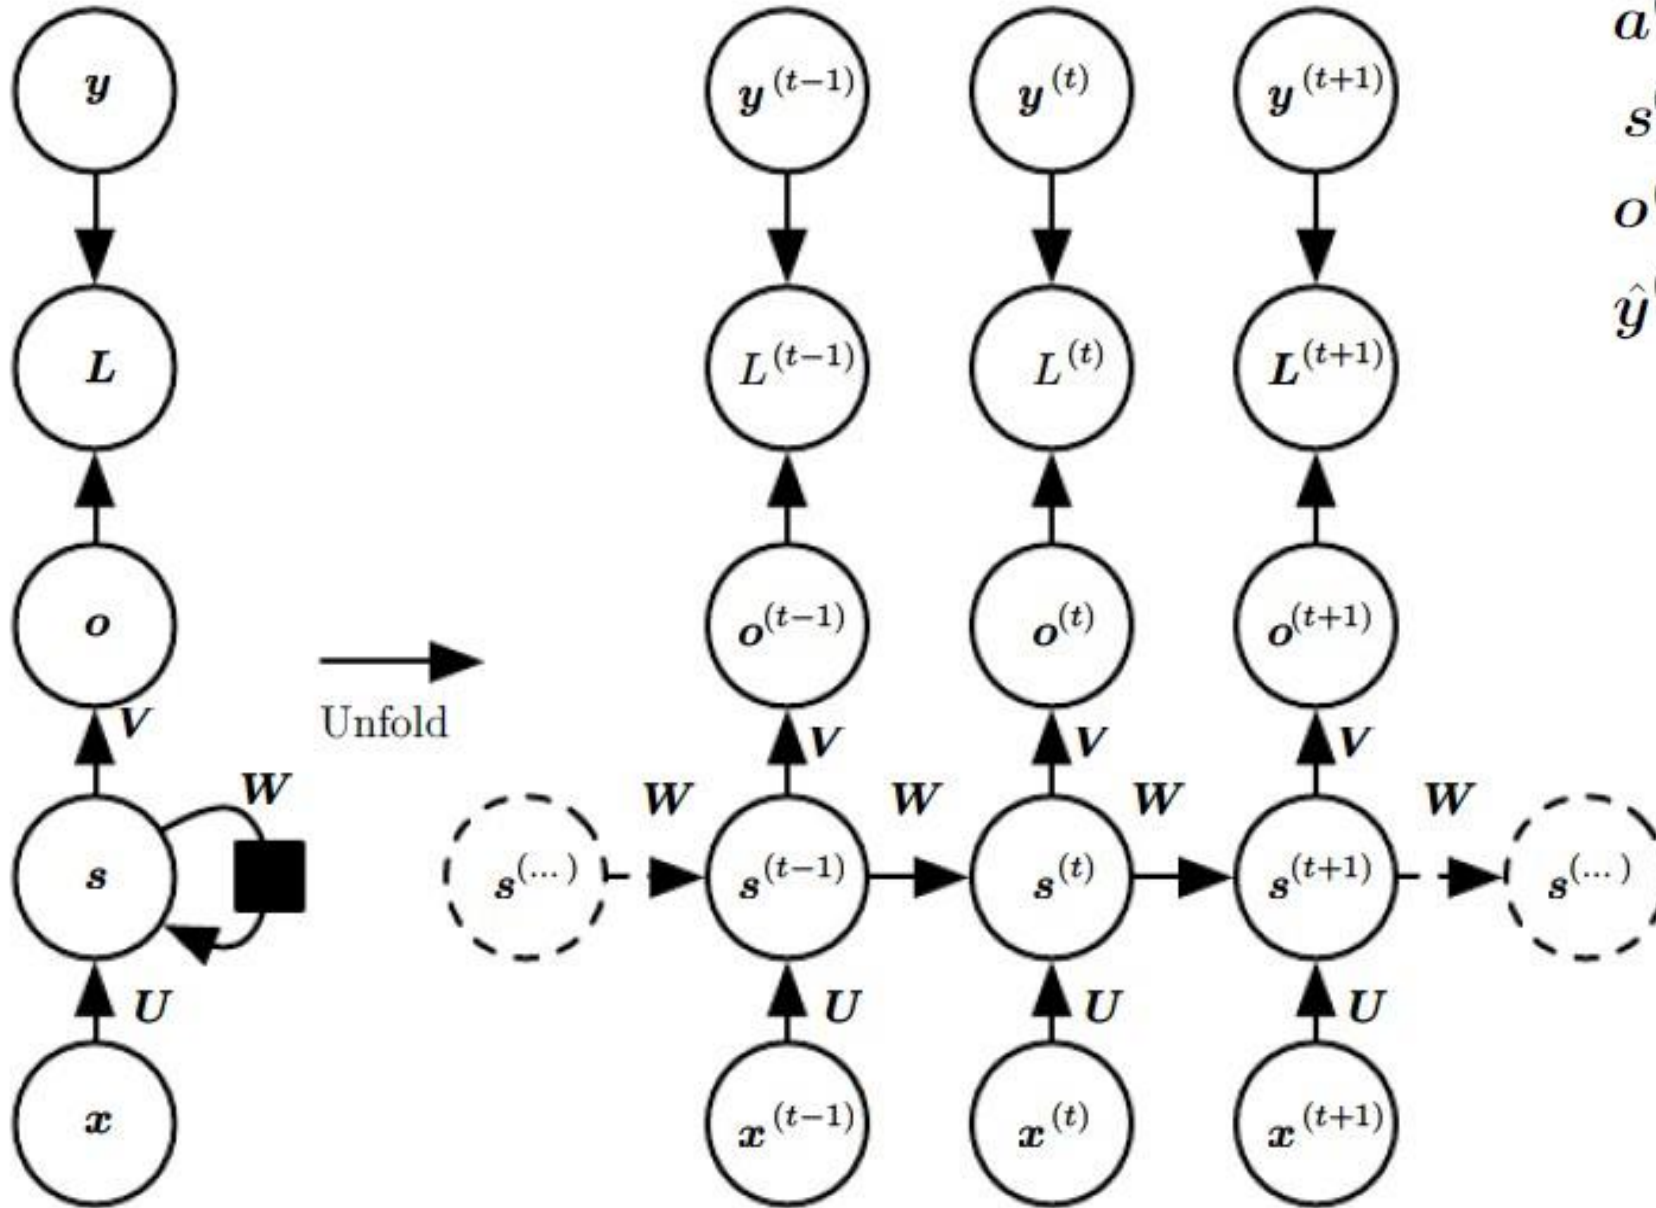 y
y^(t−1) y^(t) y^(t+1)
a
s
o
ŷ
L
L^(t−1) L^(t) L^(t+1)
o
o^(t−1) o^(t) o^(t+1)
Unfold
V
V V V
W
W W W W
s
s^(...) s^(t−1) s^(t) s^(t+1) s^(...)
U
U U U
x
x^(t−1) x^(t) x^(t+1)